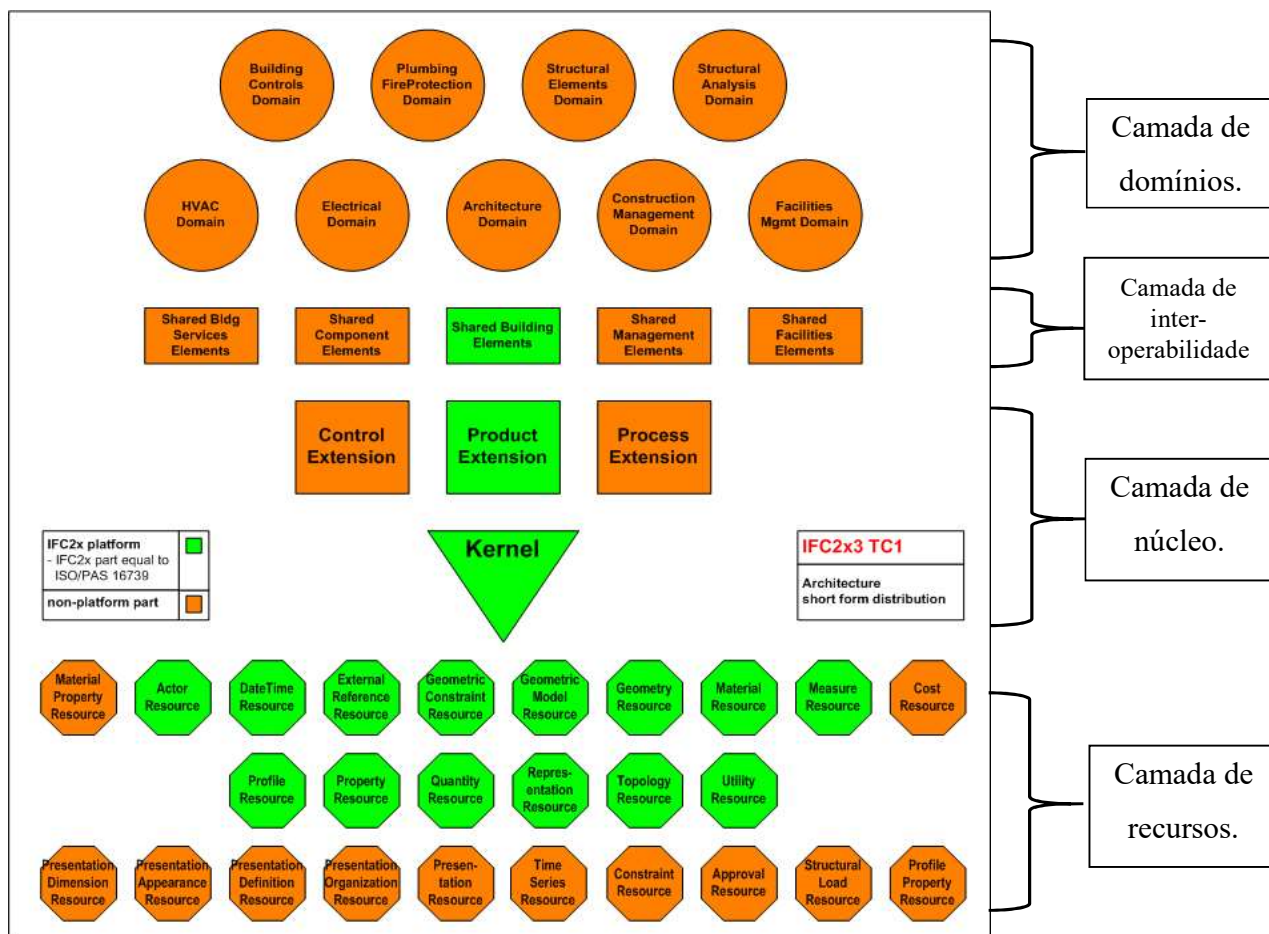 Building
Controls
Domain
Plumbing
FireProtection
Domain
Structural
Elements
Domain
Structural
Analysis
Domain
HVAC
Domain
Electrical
Domain
Architecture
Domain
Construction
Management
Domain
Facilities
Mgmt Domain
Shared Bldg
Services
Elements
Shared
Component
Elements
Shared Building
Elements
Shared
Management
Elements
Shared
Facilities
Elements
Control
Extension
Product
Extension
Process
Extension
Kernel
IFC2x platform
- IFC2x part equal to
ISO/PAS 16739
non-platform part
IFC2x3 TC1
Architecture
short form distribution
Material
Property
Resource
Actor
Resource
DateTime
Resource
External
Reference
Resource
Geometric
Constraint
Resource
Geometric
Model
Resource
Geometry
Resource
Material
Resource
Measure
Resource
Cost
Resource
Profile
Resource
Property
Resource
Quantity
Resource
Repres-
entation
Resource
Topology
Resource
Utility
Resource
Presentation
Dimension
Resource
Presentation
Appearance
Resource
Presentation
Definition
Resource
Presentation
Organization
Resource
Presen-
tation
Resource
Time
Series
Resource
Constraint
Resource
Approval
Resource
Structural
Load
Resource
Profile
Property
Resource
Camada de
domínios.
Camada de
inter-
operabilidade
Camada de
núcleo.
Camada de
recursos.